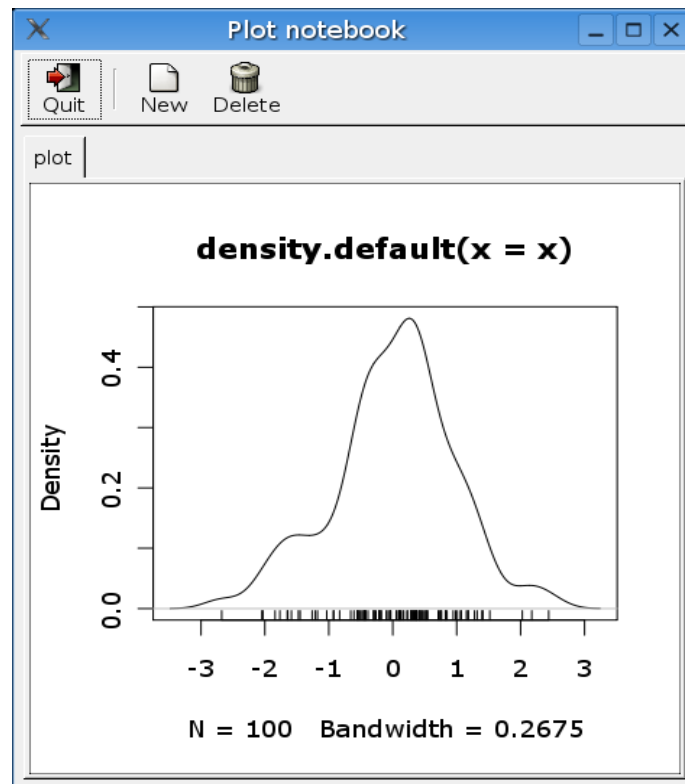 Plot notebook
Quit New Delete
plot
density.default(x = x)
Density
0.4
0.2
0.0
-3 -2 -1 0 1 2 3
N = 100 Bandwidth = 0.2675